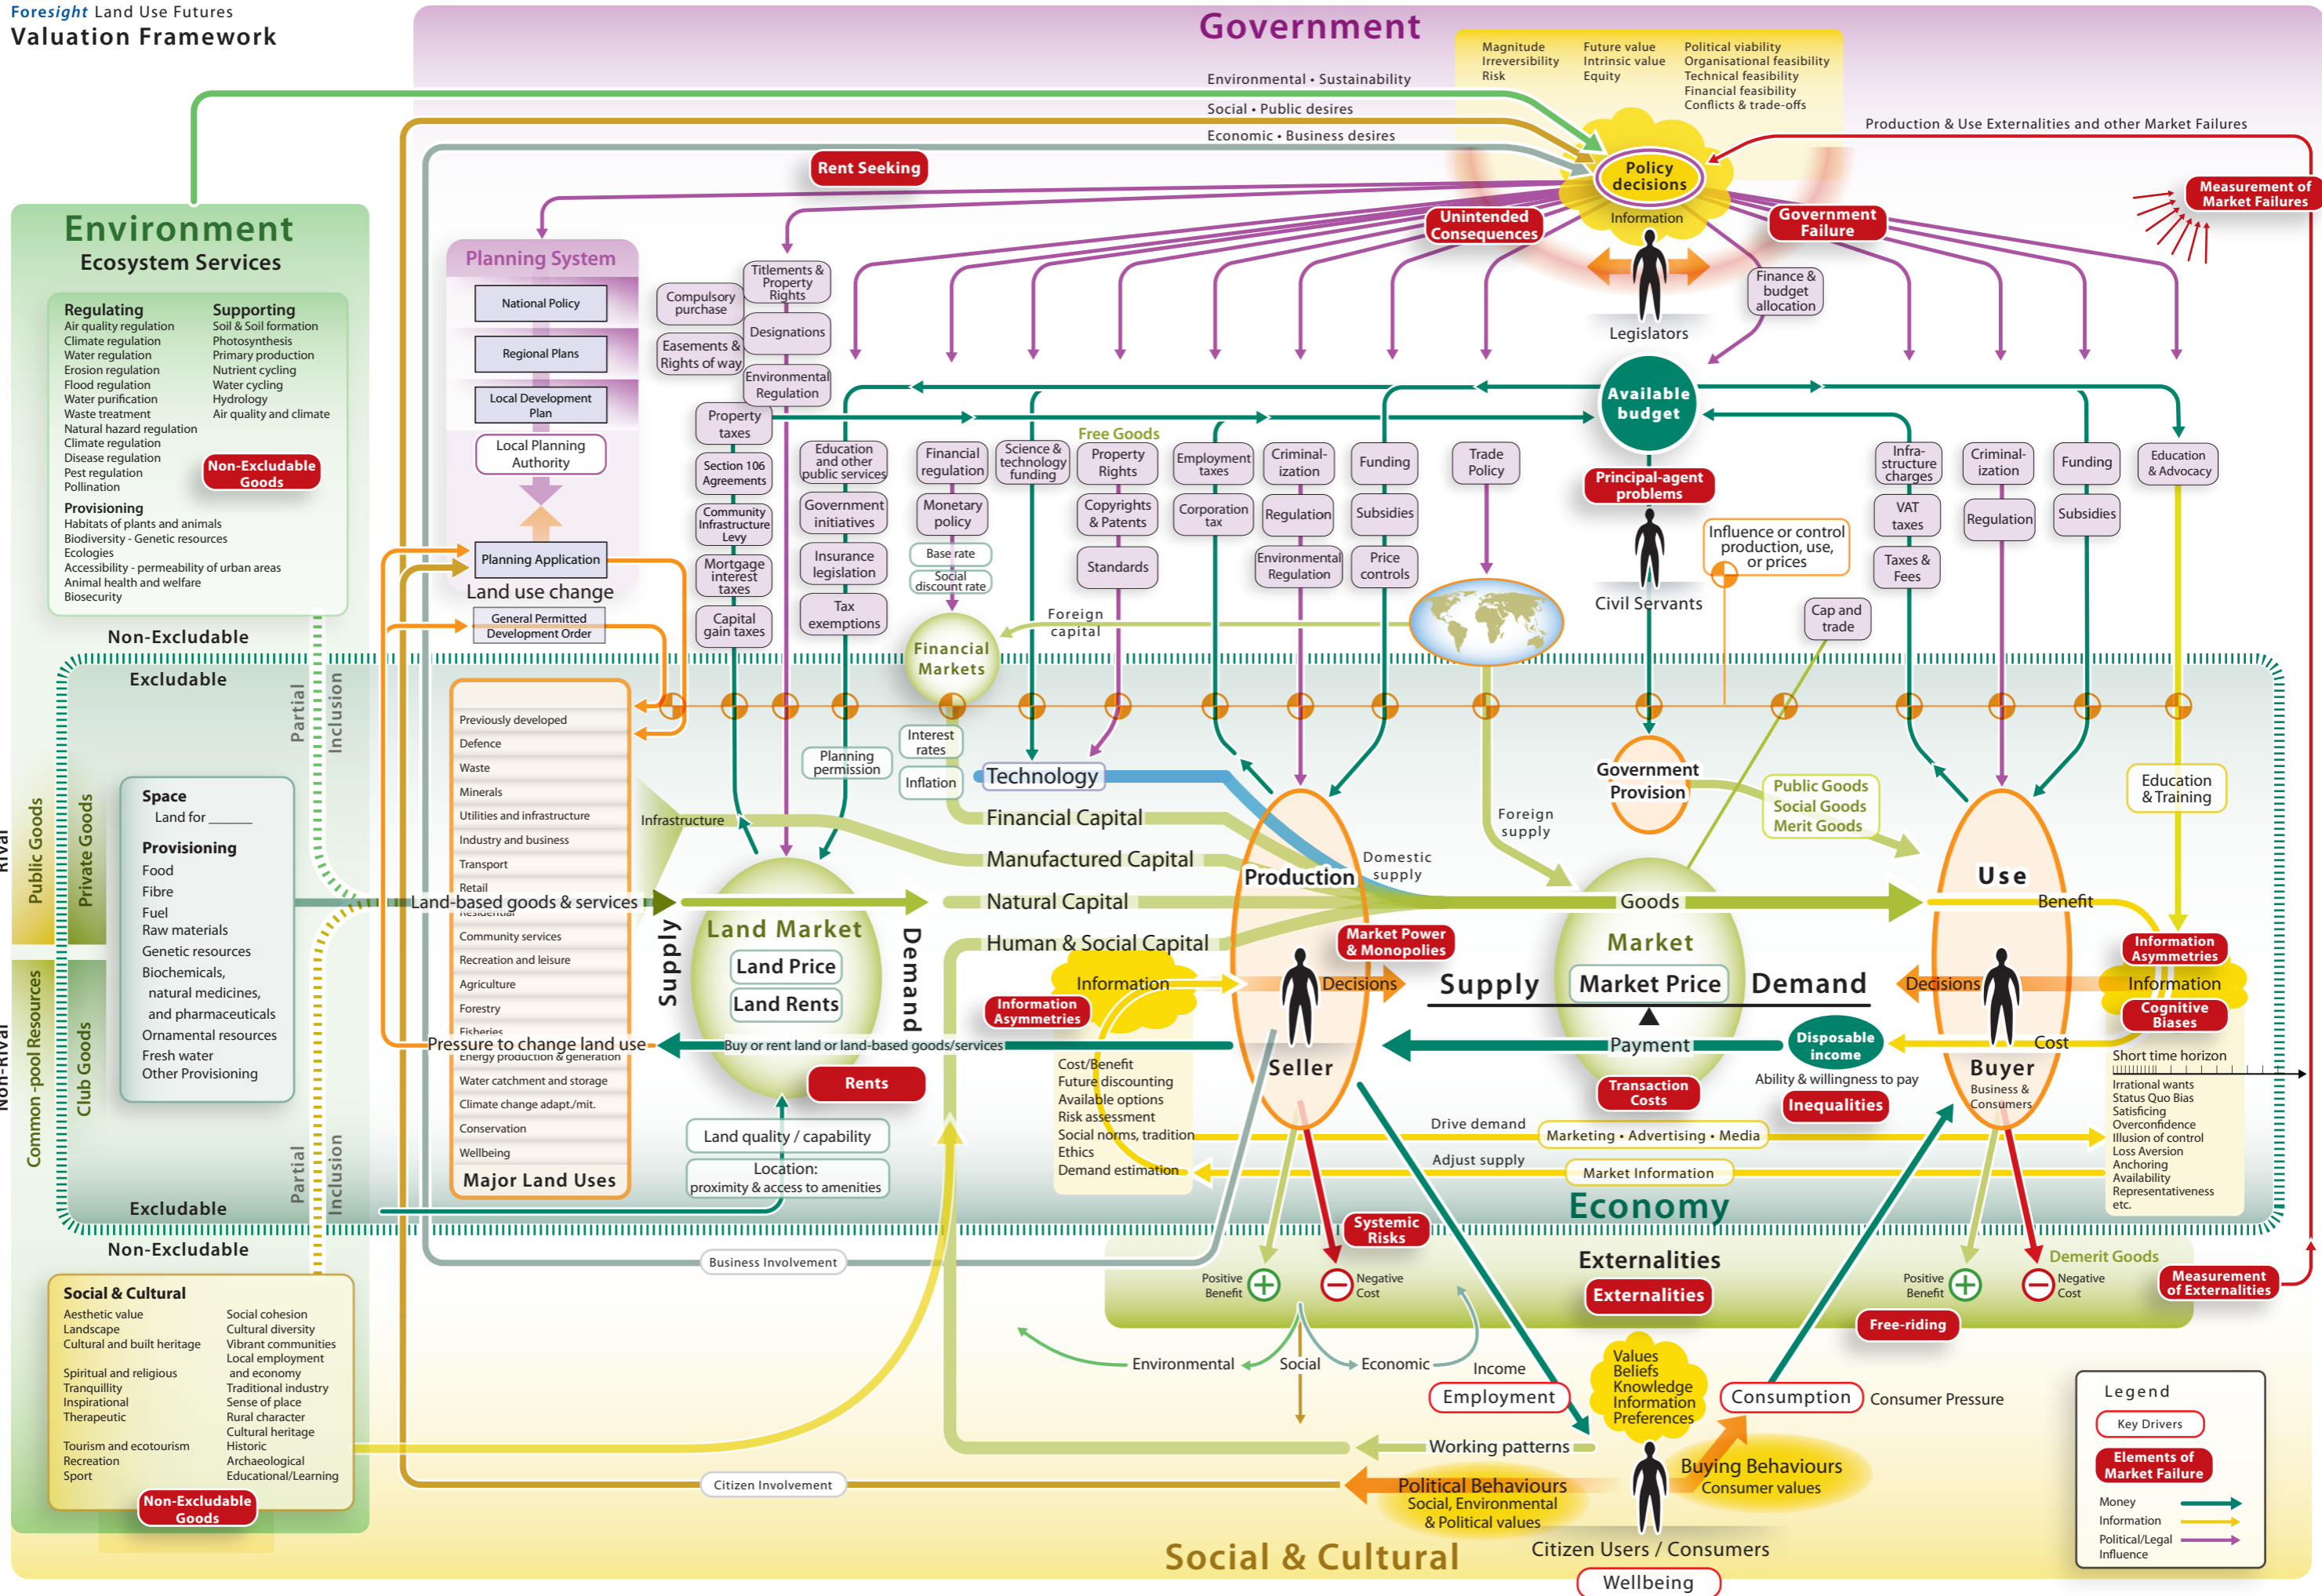 Foresight Land Use Futures
Valuation Framework
Government
Magnitude
Irreversibility
Risk
Future value
Intrinsic value
Equity
Political viability
Organisational feasibility
Technical feasibility
Financial feasibility
Conflicts & trade-offs
Environmental • Sustainability
Social • Public desires
Economic • Business desires
Production & Use Externalities and other Market Failures
Rent Seeking
Policy
decisions
Information
Unintended
Consequences
Government
Failure
Measurement of
Market Failures
Legislators
Finance &
budget
allocation
Environment
Ecosystem Services
Regulating
Air quality regulation
Climate regulation
Water regulation
Erosion regulation
Flood regulation
Water purification
Waste treatment
Natural hazard regulation
Climate regulation
Disease regulation
Pest regulation
Pollination
Supporting
Soil & Soil formation
Photosynthesis
Primary production
Nutrient cycling
Water cycling
Hydrology
Air quality and climate
Non-Excludable
Goods
Provisioning
Habitats of plants and animals
Biodiversity - Genetic resources
Ecologies
Accessibility - permeability of urban areas
Animal health and welfare
Biosecurity
Non-Excludable
Excludable
Partial
Inclusion
Planning System
National Policy
Regional Plans
Local Development
Plan
Local Planning
Authority
Planning Application
Land use change
General Permitted
Development Order
Compulsory
purchase
Easements &
Rights of way
Titlements &
Property
Rights
Designations
Environmental
Regulation
Property
taxes
Section 106
Agreements
Community
Infrastructure
Levy
Mortgage
interest
taxes
Capital
gain taxes
Education
and other
public services
Government
initiatives
Insurance
legislation
Tax
exemptions
Financial
regulation
Monetary
policy
Base rate
Social
discount rate
Financial
Markets
Science &
technology
funding
Free Goods
Property
Rights
Copyrights
& Patents
Standards
Employment
taxes
Corporation
tax
Criminal-
ization
Regulation
Environmental
Regulation
Funding
Subsidies
Price
controls
Trade
Policy
Foreign
capital
Available
budget
Principal-agent
problems
Civil Servants
Influence or control
production, use,
or prices
Cap and
trade
Infra-
structure
charges
VAT
taxes
Taxes &
Fees
Criminal-
ization
Regulation
Funding
Subsidies
Education
& Advocacy
Rival
Non-Rival
Public Goods
Private Goods
Common -pool Resources
Club Goods
Space
Land for ______
Provisioning
Food
Fibre
Fuel
Raw materials
Genetic resources
Biochemicals,
natural medicines,
and pharmaceuticals
Ornamental resources
Fresh water
Other Provisioning
Previously developed
Defence
Waste
Minerals
Utilities and infrastructure
Industry and business
Transport
Retail
Land-based goods & services
Residential
Community services
Recreation and leisure
Agriculture
Forestry
Fisheries
Pressure to change land use
Energy production & generation
Water catchment and storage
Climate change adapt./mit.
Conservation
Wellbeing
Major Land Uses
Infrastructure
Planning
permission
Interest
rates
Inflation
Supply
Land Market
Land Price
Land Rents
Demand
Buy or rent land or land-based goods/services
Rents
Land quality / capability
Location:
proximity & access to amenities
Technology
Financial Capital
Manufactured Capital
Natural Capital
Human & Social Capital
Information
Information
Asymmetries
Cost/Benefit
Future discounting
Available options
Risk assessment
Social norms, tradition
Ethics
Demand estimation
Production
Domestic
supply
Foreign
supply
Market Power
& Monopolies
Decisions
Seller
Government
Provision
Public Goods
Social Goods
Merit Goods
Goods
Market
Supply
Market Price
Demand
Payment
Transaction
Costs
Disposable
income
Ability & willingness to pay
Inequalities
Use
Benefit
Decisions
Cost
Buyer
Business &
Consumers
Education
& Training
Information
Asymmetries
Information
Cognitive
Biases
Short time horizon
Irrational wants
Status Quo Bias
Satisficing
Overconfidence
Illusion of control
Loss Aversion
Anchoring
Availability
Representativeness
etc.
Drive demand
Marketing • Advertising • Media
Adjust supply
Market Information
Economy
Partial
Inclusion
Excludable
Non-Excludable
Business Involvement
Systemic
Risks
Positive
Benefit
Negative
Cost
Externalities
Externalities
Positive
Benefit
Negative
Cost
Demerit Goods
Measurement
of Externalities
Free-riding
Environmental
Social
Economic
Income
Employment
Values
Beliefs
Knowledge
Information
Preferences
Consumption
Consumer Pressure
Working patterns
Political Behaviours
Social, Environmental
& Political values
Buying Behaviours
Consumer values
Citizen Involvement
Citizen Users / Consumers
Wellbeing
Social & Cultural
Social & Cultural
Aesthetic value
Landscape
Cultural and built heritage
Spiritual and religious
Tranquillity
Inspirational
Therapeutic
Tourism and ecotourism
Recreation
Sport
Social cohesion
Cultural diversity
Vibrant communities
Local employment
and economy
Traditional industry
Sense of place
Rural character
Cultural heritage
Historic
Archaeological
Educational/Learning
Non-Excludable
Goods
Legend
Key Drivers
Elements of
Market Failure
Money
Information
Political/Legal
Influence